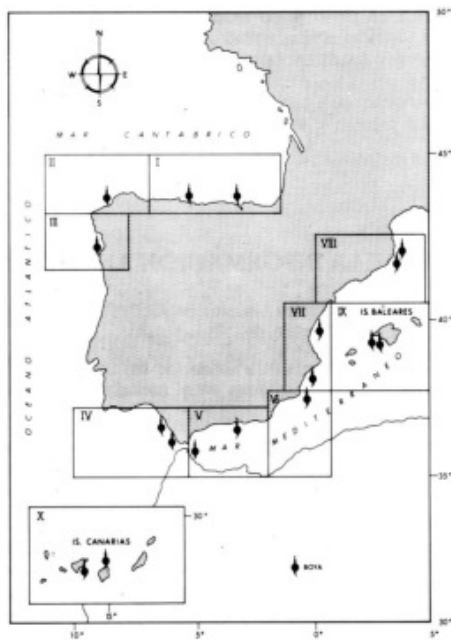 50°
N
W E
S
MAR CANTABRICO
45°
II I
III
OCEANO ATLANTICO
VIII
VII IX IS. BALEARES
40°
VI
IV V
MAR MEDITERRANEO
35°
X
30°
IS. CANARIAS
BOYA
15°
30°
10° 5° 0° 5°